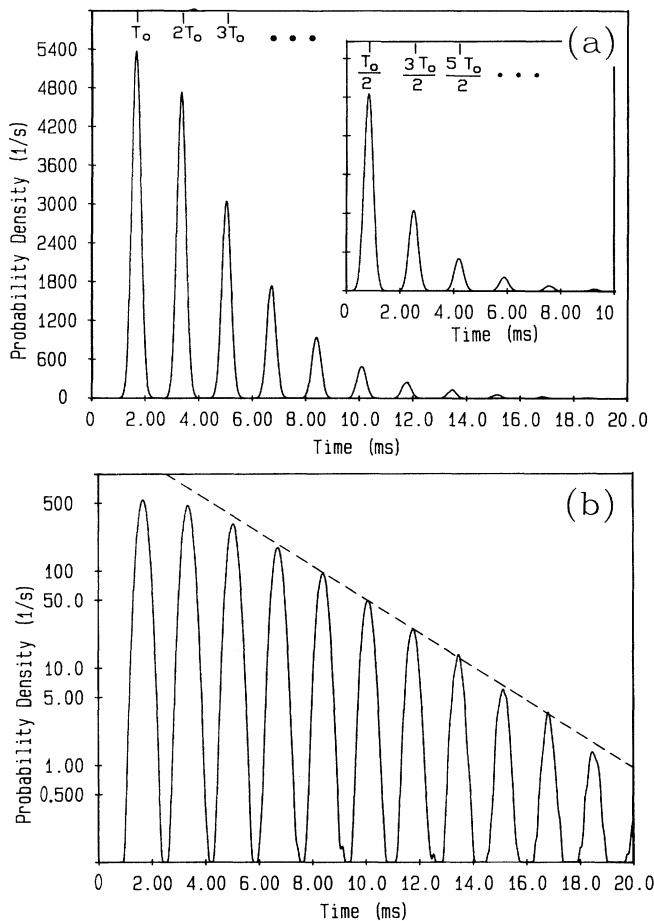 (a)
T₀ 2T₀ 3T₀ • • •
5400
4800
4200
3600
3000
2400
1800
1200
600
0
Probability Density (1/s)
0 2.00 4.00 6.00 8.00 10.0 12.0 14.0 16.0 18.0 20.0
Time (ms)
T₀/2 3T₀/2 5T₀/2 • • •
0 2.00 4.00 6.00 8.00 10
Time (ms)
(b)
500
100
50.0
10.0
5.00
1.00
0.500
Probability Density (1/s)
0 2.00 4.00 6.00 8.00 10.0 12.0 14.0 16.0 18.0 20.0
Time (ms)